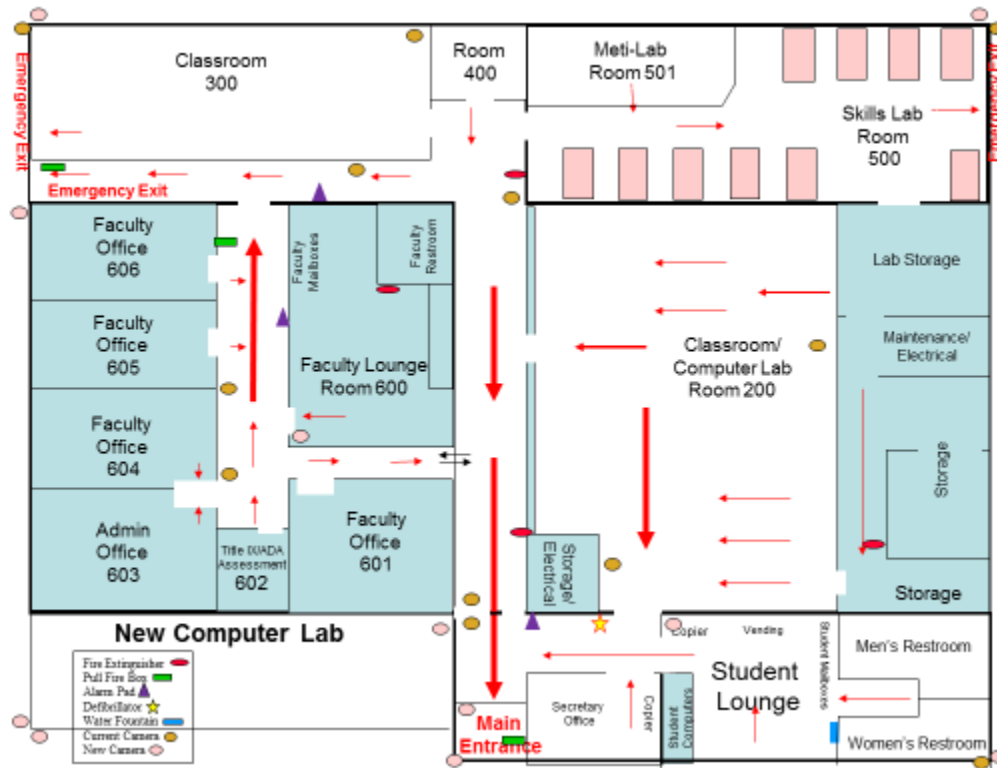 Classroom
300
Room
400
Meti-Lab
Room 501
Skills Lab
Room
500
Emergency Exit
Emergency Exit
Faculty
Office
606
Faculty
Mailboxes
Faculty
Restroom
Lab Storage
Faculty
Office
605
Faculty Lounge
Room 600
Classroom/
Computer Lab
Room 200
Maintenance/
Electrical
Faculty
Office
604
Storage
Admin
Office
603
Title IX/ADA
Assessment
602
Faculty
Office
601
Storage/
Electrical
Storage
New Computer Lab
Fire Extinguisher
Pull Fire Box
Alarm Pad
Defibrillator
Water Fountain
Current Camera
New Camera
Main
Entrance
Secretary
Office
Copier
Student
Computers
Copier
Vending
Student
Lounge
Student Mailboxes
Men's Restroom
Women's Restroom